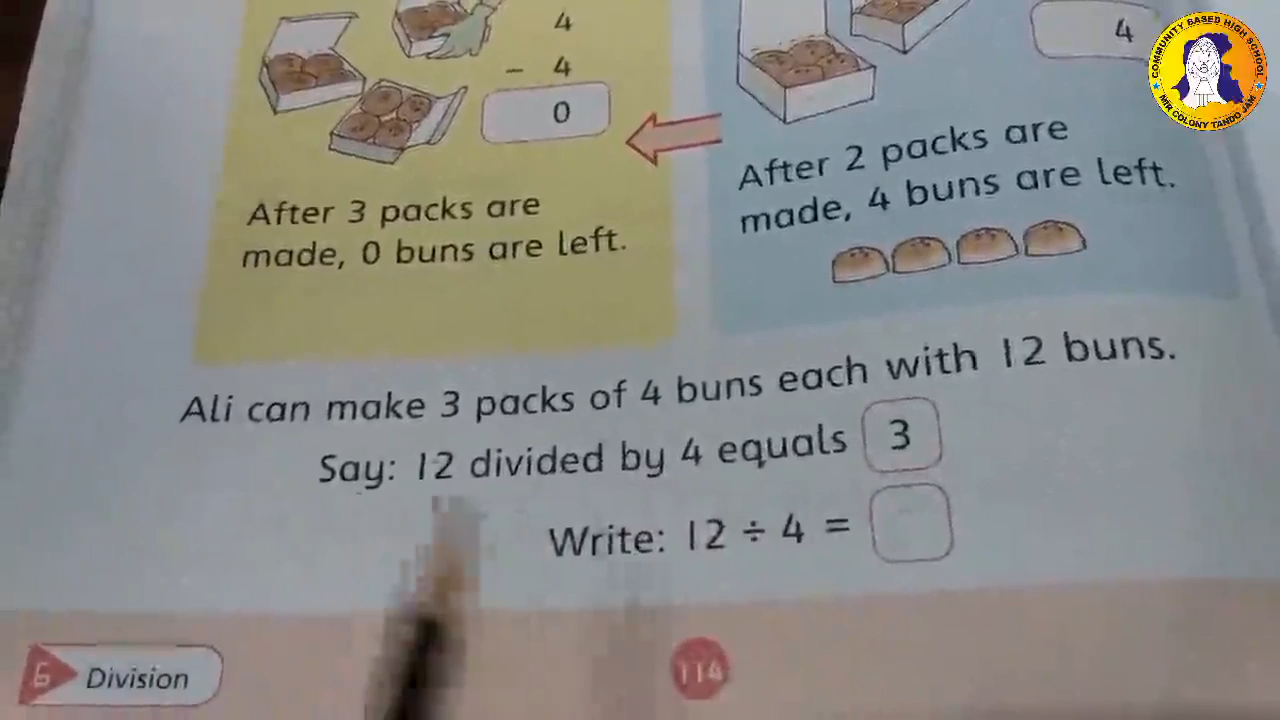 4
- 4
0
After 3 packs are
made, 0 buns are left.
4
After 2 packs are
made, 4 buns are left.
Ali can make 3 packs of 4 buns each with 12 buns.
Say: 12 divided by 4 equals 3
Write: 12 ÷ 4 =
6 Division
114
COMMUNITY BASED HIGH SCHOOL
MIR COLONY TANDO JAM